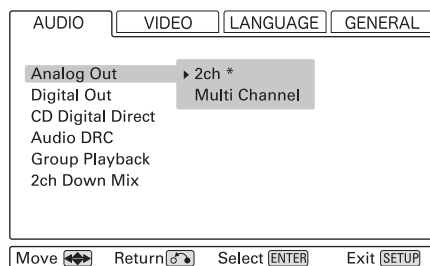 AUDIO VIDEO LANGUAGE GENERAL
Analog Out 2ch *
Digital Out Multi Channel
CD Digital Direct
Audio DRC
Group Playback
2ch Down Mix
Move Return Select ENTER Exit SETUP